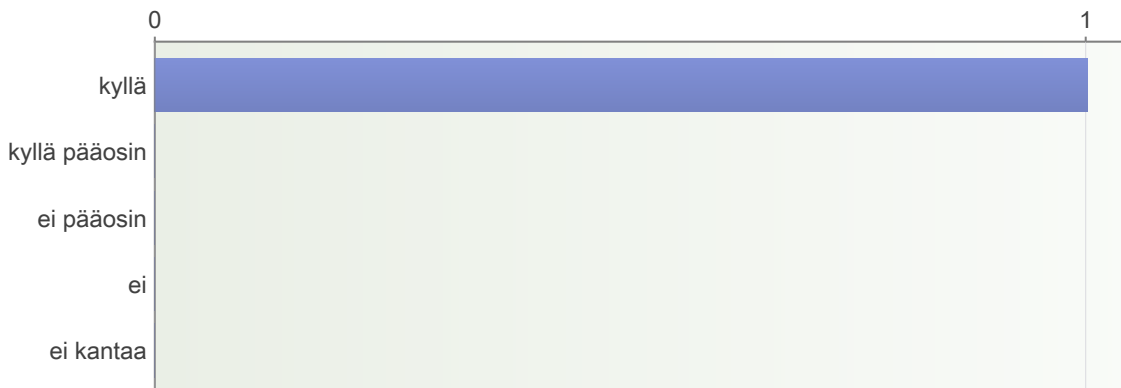 0 1
kyllä
kyllä pääosin
ei pääosin
ei
ei kantaa